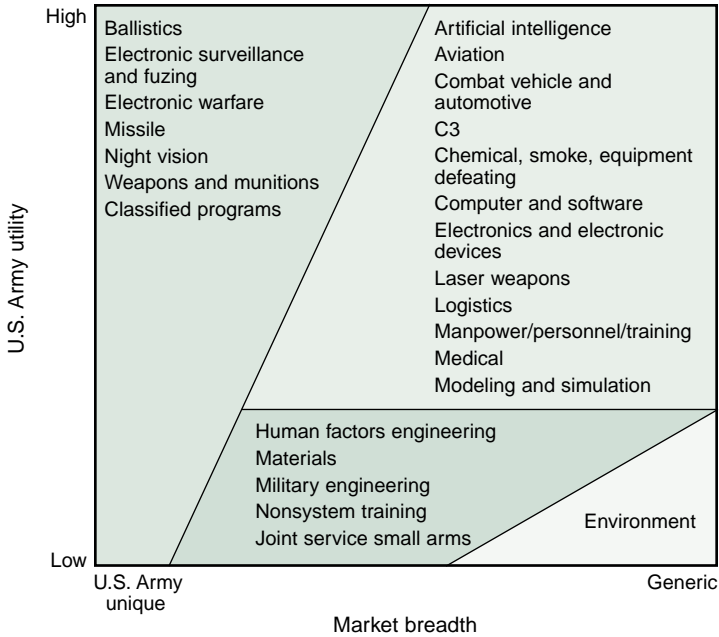 High
Ballistics
Electronic surveillance
and fuzing
Electronic warfare
Missile
Night vision
Weapons and munitions
Classified programs
Artificial intelligence
Aviation
Combat vehicle and
automotive
C3
Chemical, smoke, equipment
defeating
Computer and software
Electronics and electronic
devices
Laser weapons
Logistics
Manpower/personnel/training
Medical
Modeling and simulation
U.S. Army utility
Human factors engineering
Materials
Military engineering
Nonsystem training
Joint service small arms
Environment
Low
U.S. Army
unique
Generic
Market breadth